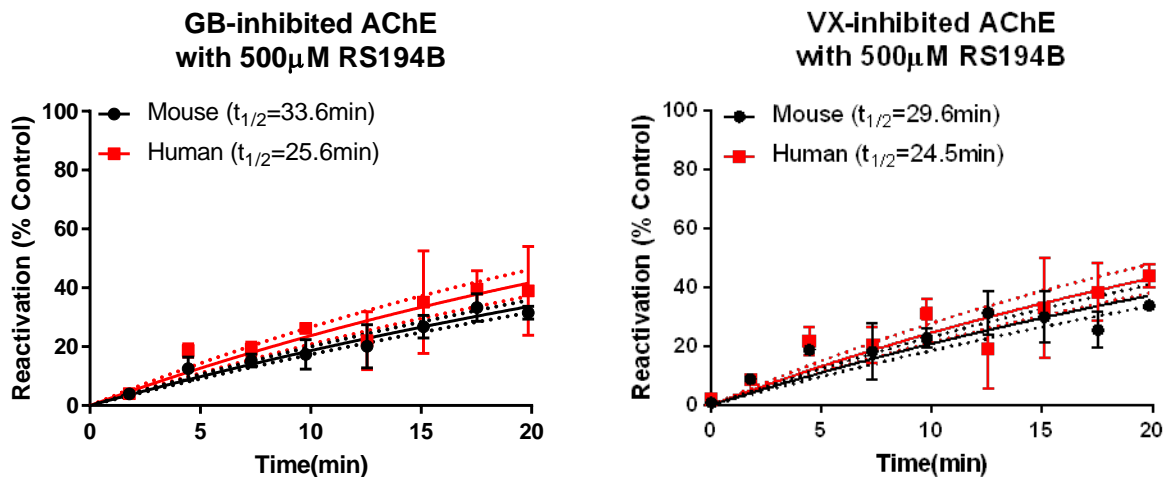 GB-inhibited AChE
with 500μM RS194B
Mouse (t1/2=33.6min)
Human (t1/2=25.6min)
Reactivation (% Control)
100
80
60
40
20
0
0 5 10 15 20
Time(min)
VX-inhibited AChE
with 500μM RS194B
Mouse (t1/2=29.6min)
Human (t1/2=24.5min)
Reactivation (% Control)
100
80
60
40
20
0
0 5 10 15 20
Time(min)